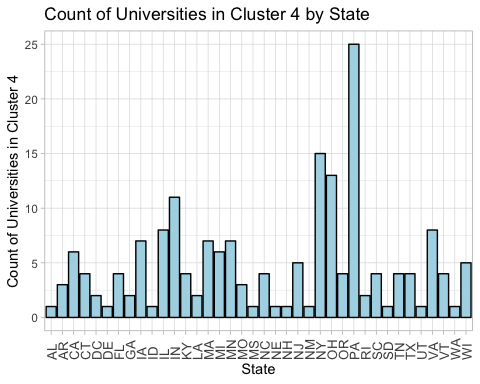 Count of Universities in Cluster 4 by State
Count of Universities in Cluster 4
25
20
15
10
5
0
AL AR CA CT DC DE FL GA IA ID IL IN KY LA MA MI MN MO MS NC NE NH NJ NM NY OH OR PA RI SC SD TN TX UT VA VT WA WI
State